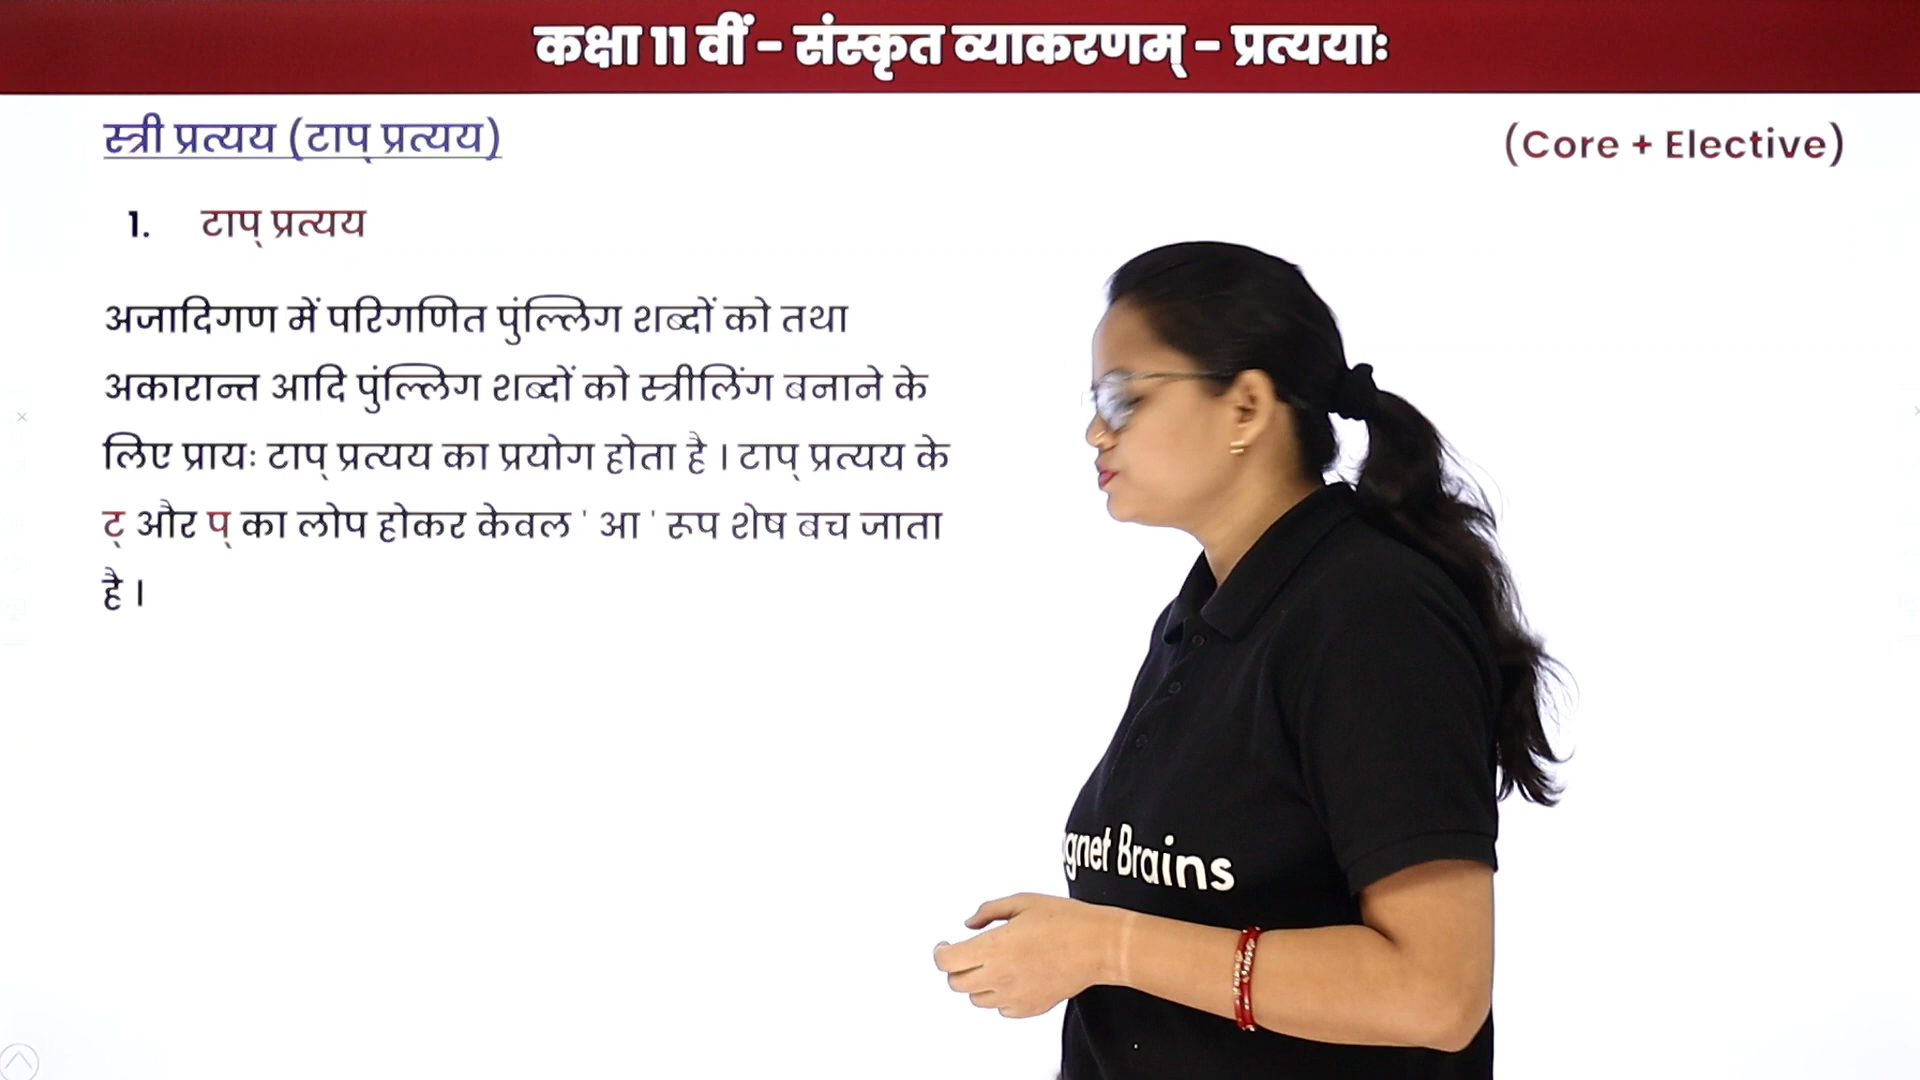 कक्षा 11 वीं - संस्कृत व्याकरणम् - प्रत्ययाः
स्त्री प्रत्यय (टाप् प्रत्यय)
(Core + Elective)
1. टाप् प्रत्यय
अजादिगण में परिगणित पुंल्लिग शब्दों को तथा
अकारान्त आदि पुंल्लिग शब्दों को स्त्रीलिंग बनाने के
लिए प्रायः टाप् प्रत्यय का प्रयोग होता है । टाप् प्रत्यय के
ट् और प् का लोप होकर केवल ' आ ' रूप शेष बच जाता
है ।
gnet Brains